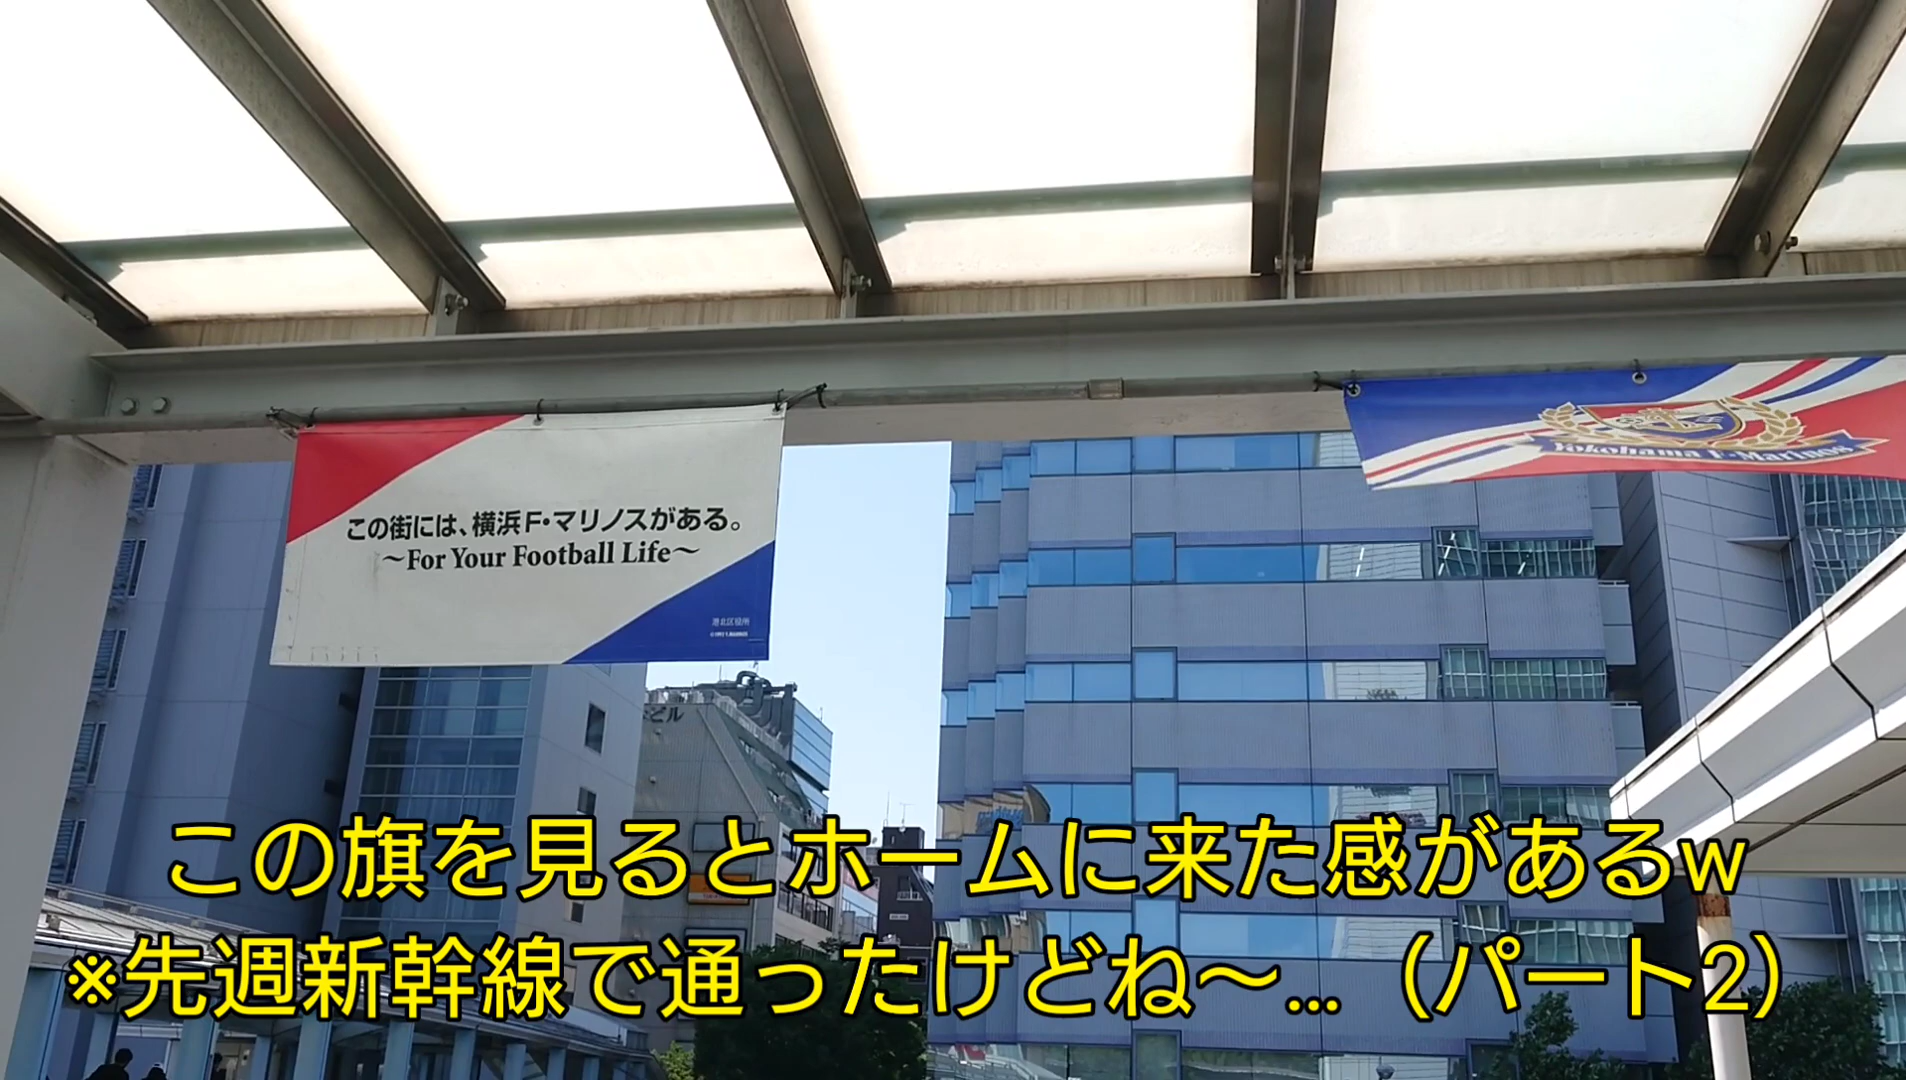 この街には、横浜F・マリノスがある。
～For Your Football Life～
港北区役所
Yokohama F・Marinos
ビル
この旗を見るとホームに来た感があるw
※先週新幹線で通ったけどね～…（パート2）